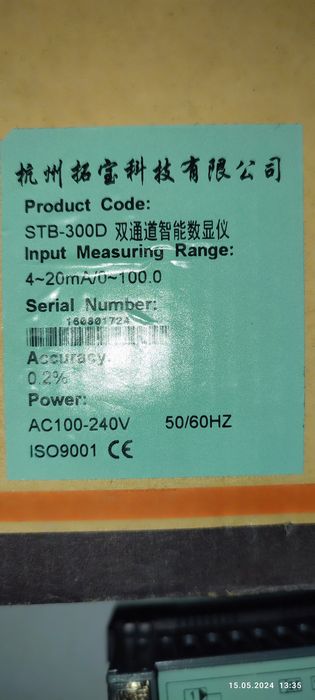 杭州拓宝科技有限公司
Product Code:
STB-300D 双通道智能数显仪
Input Measuring Range:
4~20mA/0~100.0
Serial Number:
160801724
Accuracy:
0.2%
Power:
AC100-240V 50/60HZ
ISO9001 CE
15.05.2024 13:35